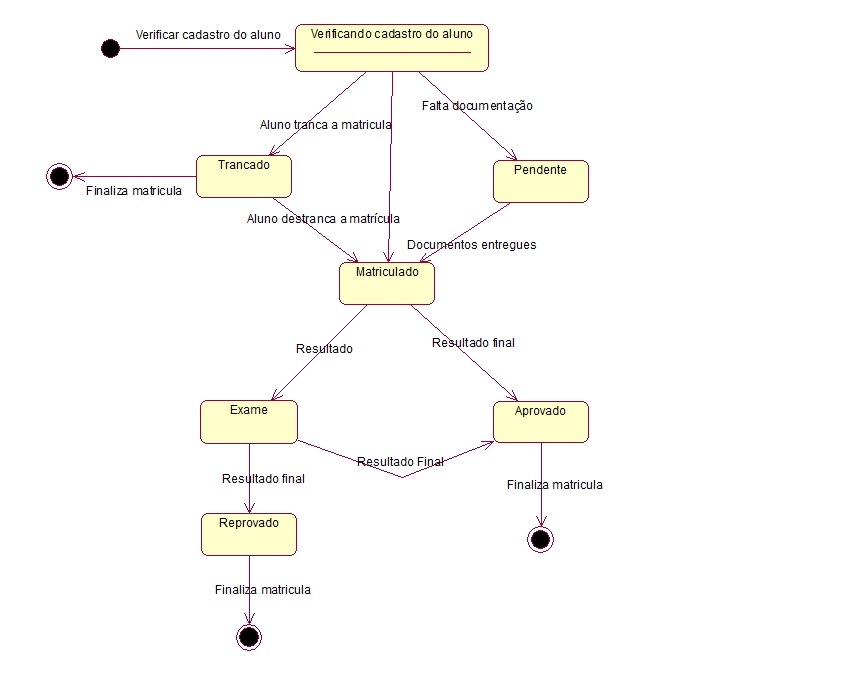 Verificar cadastro do aluno
Verificando cadastro do aluno
Falta documentação
Aluno tranca a matricula
Trancado
Pendente
Finaliza matricula
Aluno destranca a matrícula
Documentos entregues
Matriculado
Resultado final
Resultado
Exame
Aprovado
Resultado Final
Resultado final
Finaliza matricula
Reprovado
Finaliza matricula